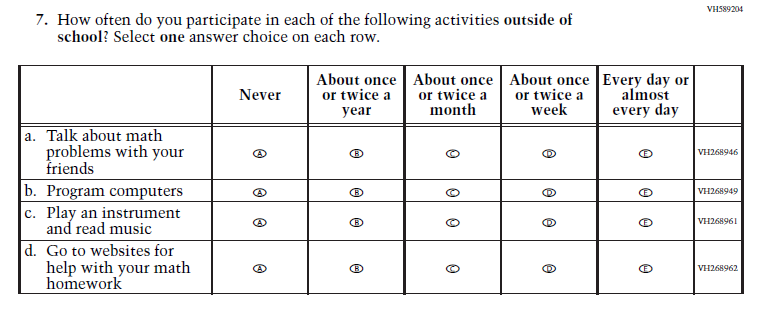 VH589204
7. How often do you participate in each of the following activities outside of
school? Select one answer choice on each row.
Never
About once
or twice a
year
About once
or twice a
month
About once
or twice a
week
Every day or
almost
every day
a. Talk about math
problems with your
friends
A B C D E VH268946
b. Program computers
A B C D E VH268949
c. Play an instrument
and read music
A B C D E VH268961
d. Go to websites for
help with your math
homework
A B C D E VH268962